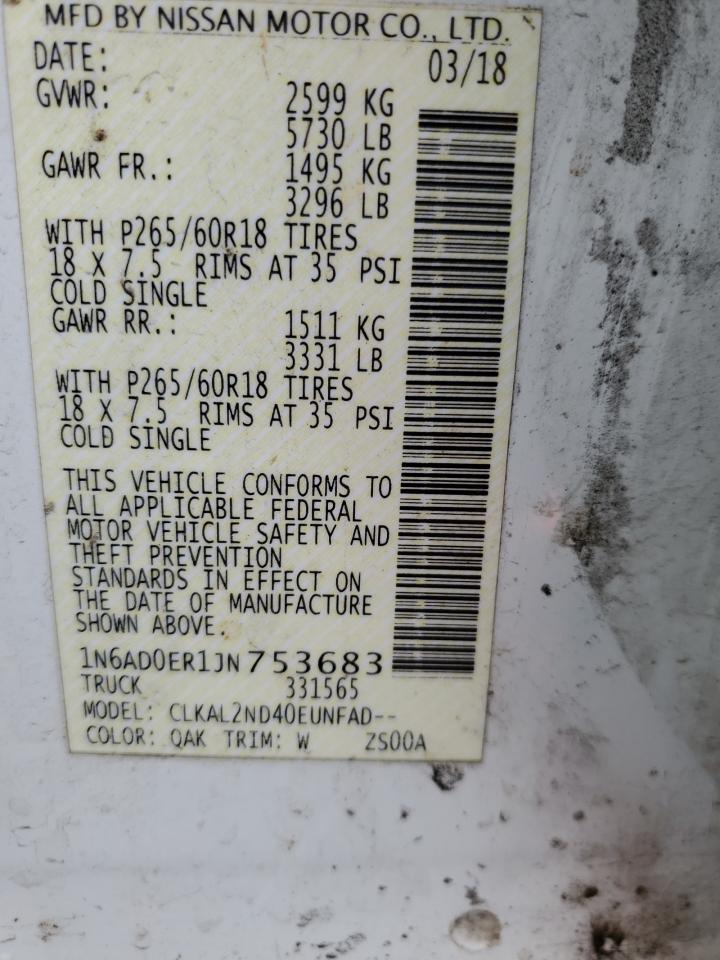 MFD BY NISSAN MOTOR CO., LTD.
DATE: 03/18
GVWR: 2599 KG
5730 LB
GAWR FR.: 1495 KG
3296 LB
WITH P265/60R18 TIRES
18 X 7.5 RIMS AT 35 PSI
COLD SINGLE
GAWR RR.: 1511 KG
3331 LB
WITH P265/60R18 TIRES
18 X 7.5 RIMS AT 35 PSI
COLD SINGLE
THIS VEHICLE CONFORMS TO
ALL APPLICABLE FEDERAL
MOTOR VEHICLE SAFETY AND
THEFT PREVENTION
STANDARDS IN EFFECT ON
THE DATE OF MANUFACTURE
SHOWN ABOVE.
1N6AD0ER1JN753683
TRUCK 331565
MODEL: CLKAL2ND40EUNFAD--
COLOR: QAK TRIM: W ZS00A